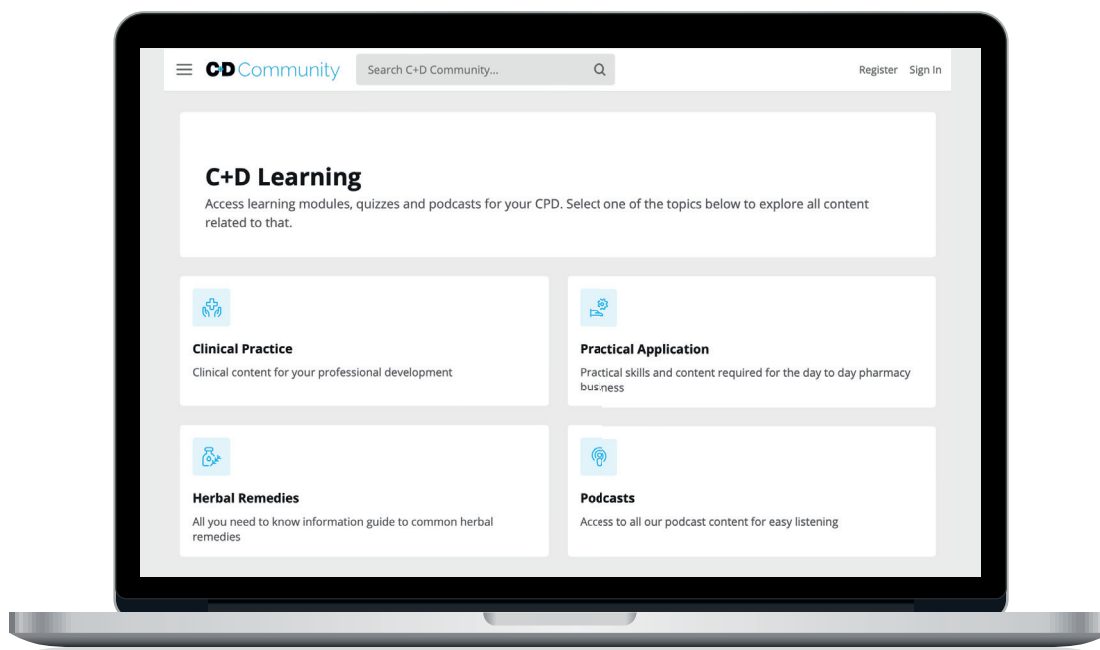 C+D Community
Search C+D Community...
Register Sign In
C+D Learning
Access learning modules, quizzes and podcasts for your CPD. Select one of the topics below to explore all content
related to that.
Clinical Practice
Clinical content for your professional development
Practical Application
Practical skills and content required for the day to day pharmacy
business
Herbal Remedies
All you need to know information guide to common herbal
remedies
Podcasts
Access to all our podcast content for easy listening